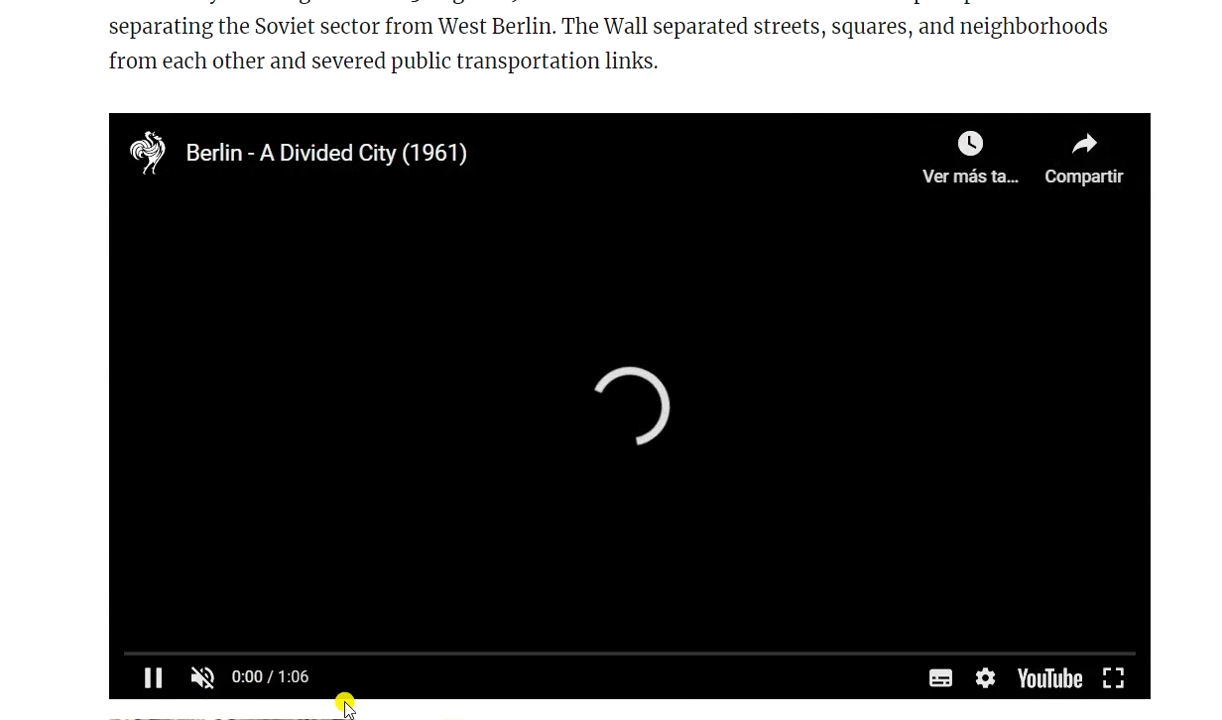 separating the Soviet sector from West Berlin. The Wall separated streets, squares, and neighborhoods
from each other and severed public transportation links.
Berlin - A Divided City (1961)
Ver más ta...
Compartir
0:00 / 1:06
YouTube